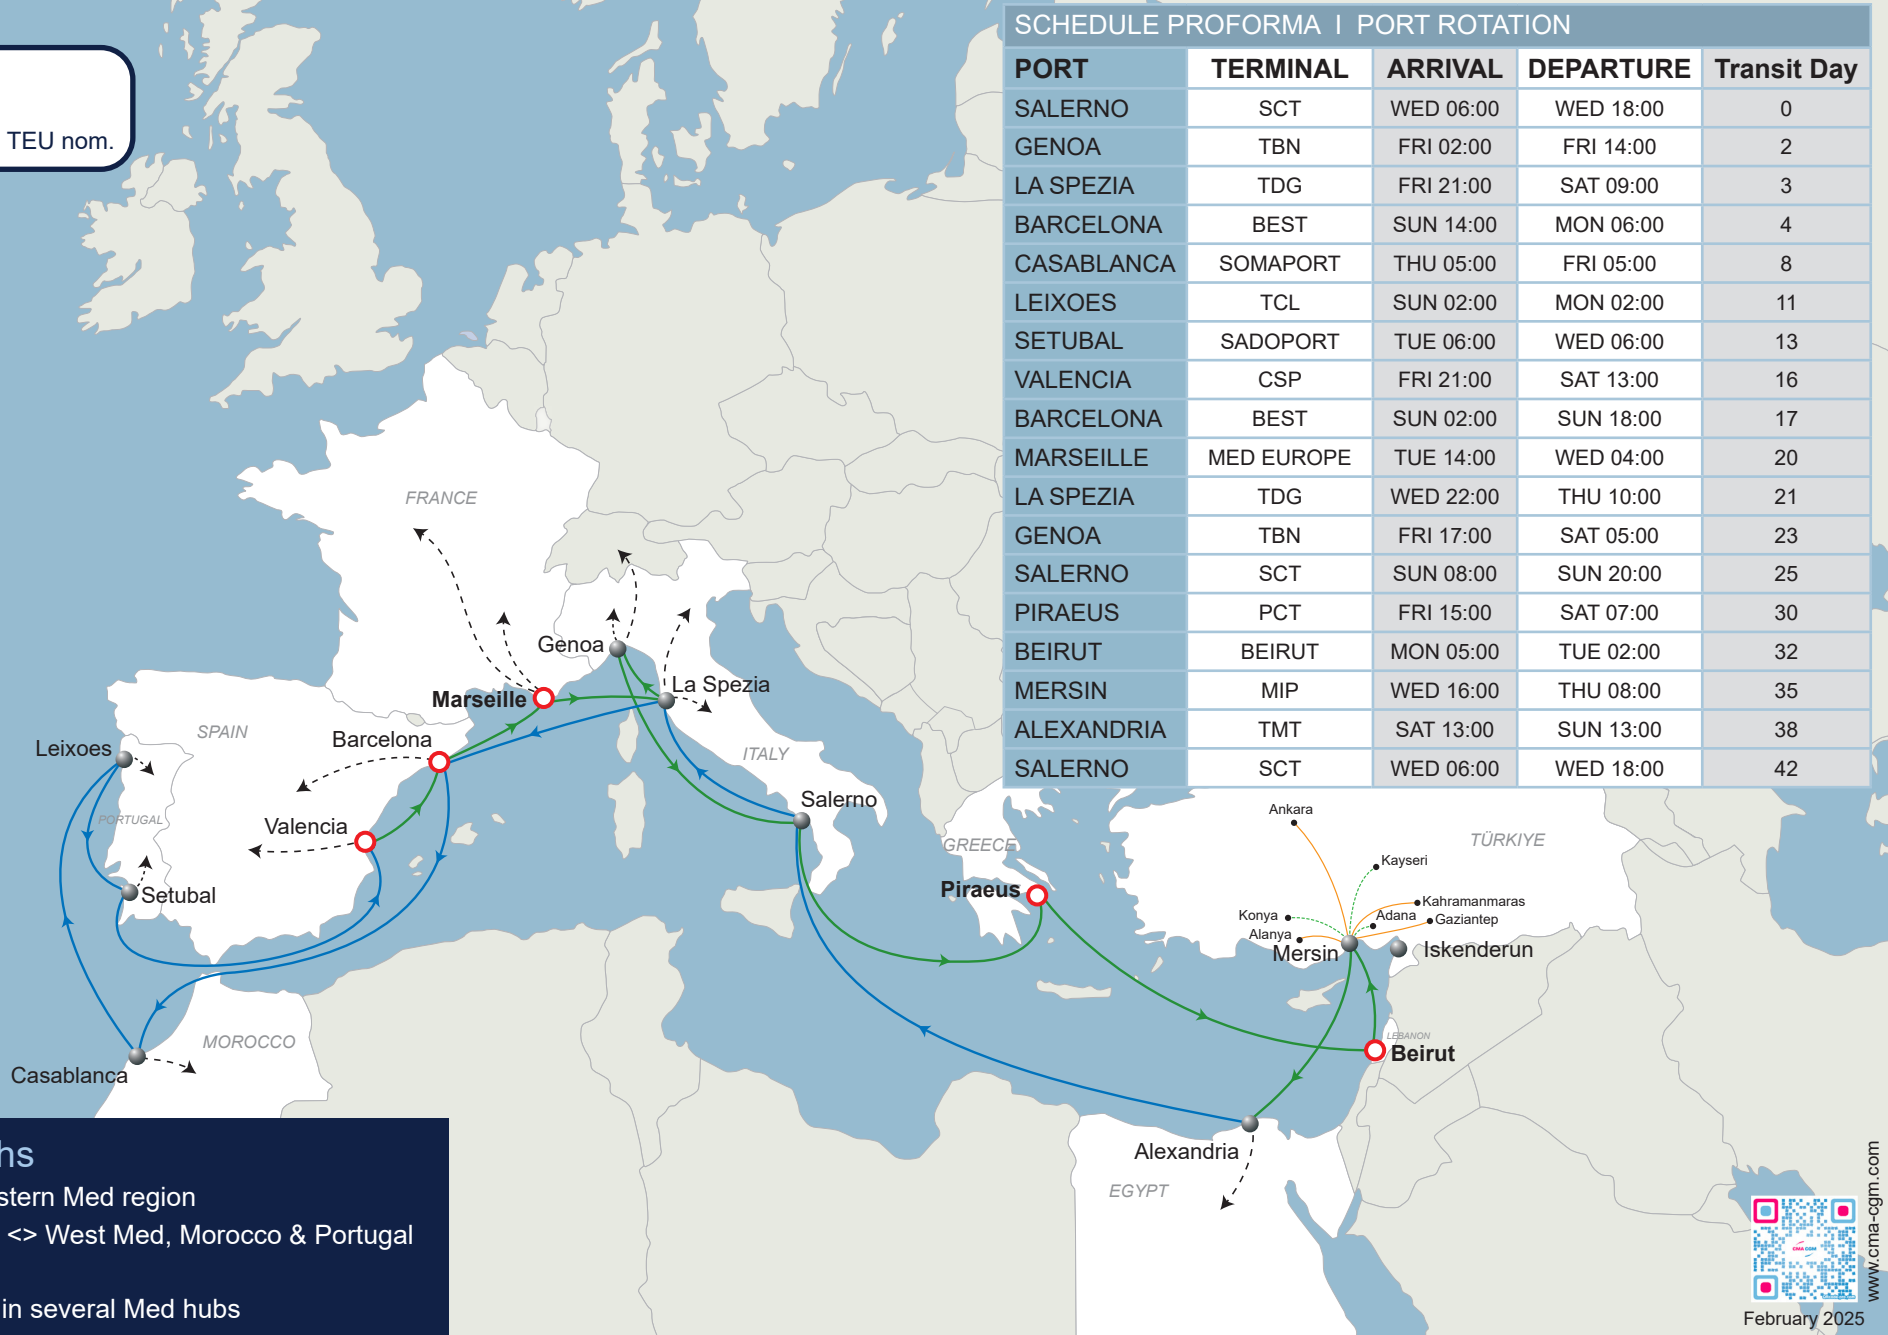 TEU nom.
SCHEDULE PROFORMA I PORT ROTATION
PORT TERMINAL ARRIVAL DEPARTURE Transit Day
SALERNO SCT WED 06:00 WED 18:00 0
GENOA TBN FRI 02:00 FRI 14:00 2
LA SPEZIA TDG FRI 21:00 SAT 09:00 3
BARCELONA BEST SUN 14:00 MON 06:00 4
CASABLANCA SOMAPORT THU 05:00 FRI 05:00 8
LEIXOES TCL SUN 02:00 MON 02:00 11
SETUBAL SADOPORT TUE 06:00 WED 06:00 13
VALENCIA CSP FRI 21:00 SAT 13:00 16
BARCELONA BEST SUN 02:00 SUN 18:00 17
MARSEILLE MED EUROPE TUE 14:00 WED 04:00 20
LA SPEZIA TDG WED 22:00 THU 10:00 21
GENOA TBN FRI 17:00 SAT 05:00 23
SALERNO SCT SUN 08:00 SUN 20:00 25
PIRAEUS PCT FRI 15:00 SAT 07:00 30
BEIRUT BEIRUT MON 05:00 TUE 02:00 32
MERSIN MIP WED 16:00 THU 08:00 35
ALEXANDRIA TMT SAT 13:00 SUN 13:00 38
SALERNO SCT WED 06:00 WED 18:00 42
FRANCE
Genoa
La Spezia
Marseille
SPAIN
Barcelona
Leixoes
ITALY
Salerno
PORTUGAL
Valencia
Setubal
GREECE
Piraeus
Ankara
TÜRKIYE
Kayseri
Kahramanmaras
Konya
Adana
Gaziantep
Alanya
Mersin
Iskenderun
LEBANON
Beirut
MOROCCO
Casablanca
Alexandria
EGYPT
hs
stern Med region
<> West Med, Morocco & Portugal
in several Med hubs
CMA CGM
www.cma-cgm.com
February 2025